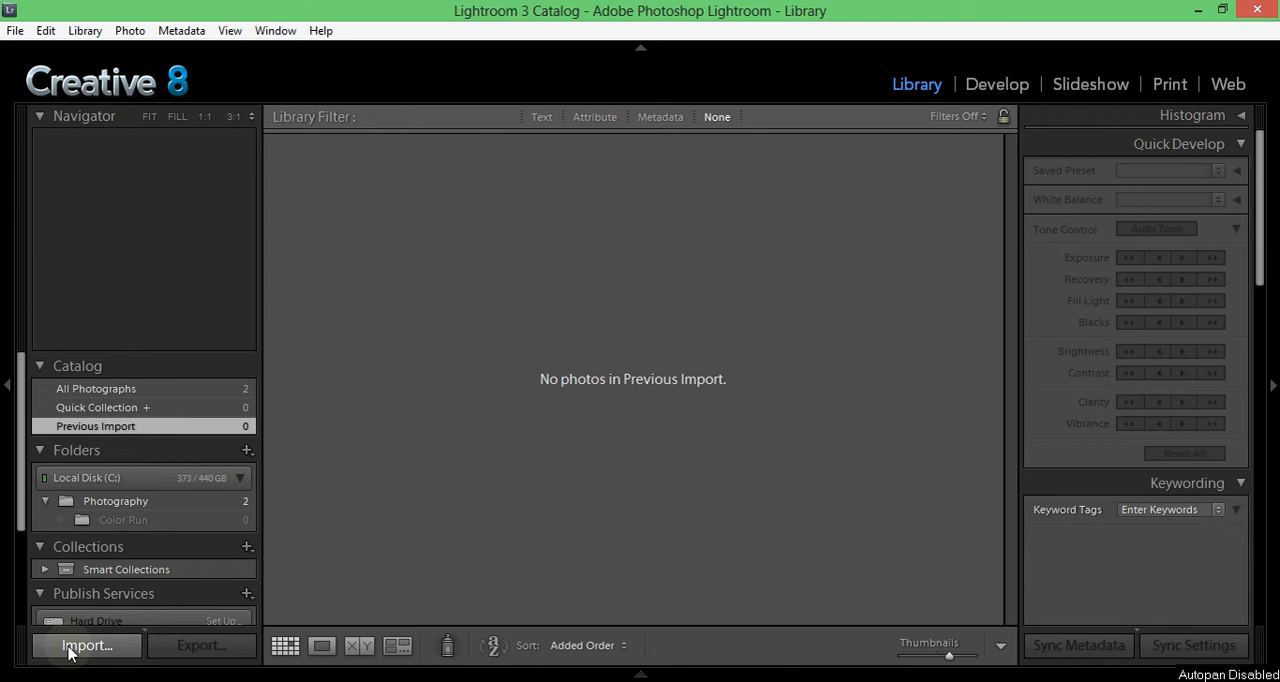 Lr Lightroom 3 Catalog - Adobe Photoshop Lightroom - Library
File Edit Library Photo Metadata View Window Help
Creative 8
Library | Develop | Slideshow | Print | Web
Navigator FIT FILL 1:1 3:1
Library Filter : Text Attribute Metadata None Filters Off
Histogram
Quick Develop
Saved Preset
White Balance
Tone Control Auto Tone
Exposure
Recovery
Fill Light
Blacks
Brightness
Contrast
Clarity
Vibrance
Reset All
Keywording
Keyword Tags Enter Keywords
No photos in Previous Import.
Catalog
All Photographs 2
Quick Collection + 0
Previous Import 0
Folders +
Local Disk (C:) 373 / 440 GB
Photography 2
Color Run 0
Collections +
Smart Collections
Publish Services +
Hard Drive Set Up...
Import... Export...
XY
Sort: Added Order
Thumbnails
Sync Metadata Sync Settings
Autopan Disabled